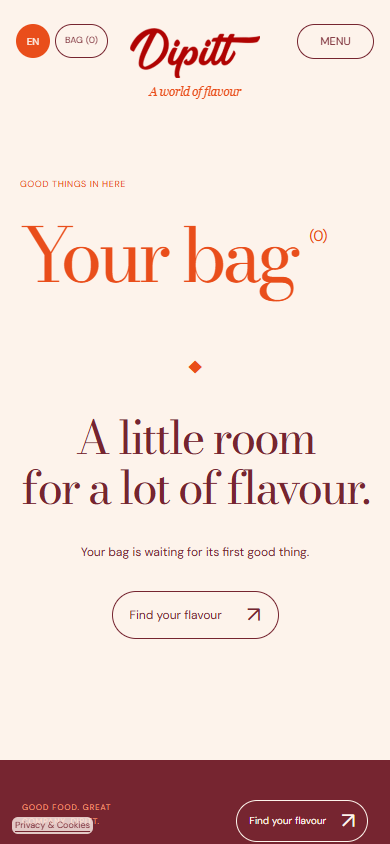 EN
BAG (0)
Dipitt
MENU
A world of flavour
GOOD THINGS IN HERE
Your bag (0)
A little room
for a lot of flavour.
Your bag is waiting for its first good thing.
Find your flavour
GOOD FOOD. GREAT
Find your flavour
Privacy & Cookies